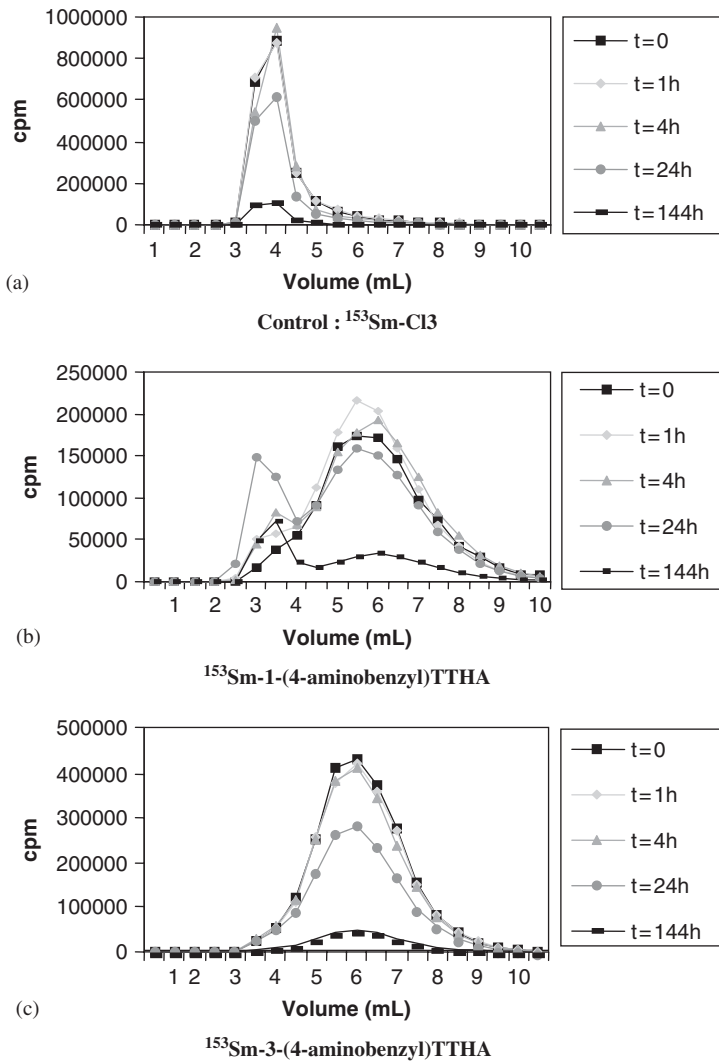 1000000
800000
600000
400000
200000
0
cpm
1 2 3 4 5 6 7 8 9 10
Volume (mL)
t=0
t=1h
t=4h
t=24h
t=144h
(a)
Control : ¹⁵³Sm-Cl3
250000
200000
150000
100000
50000
0
cpm
1 2 3 4 5 6 7 8 9 10
Volume (mL)
t=0
t=1h
t=4h
t=24h
t=144h
(b)
¹⁵³Sm-1-(4-aminobenzyl)TTHA
500000
400000
300000
200000
100000
0
cpm
1 2 3 4 5 6 7 8 9 10
Volume (mL)
t=0
t=1h
t=4h
t=24h
t=144h
(c)
¹⁵³Sm-3-(4-aminobenzyl)TTHA